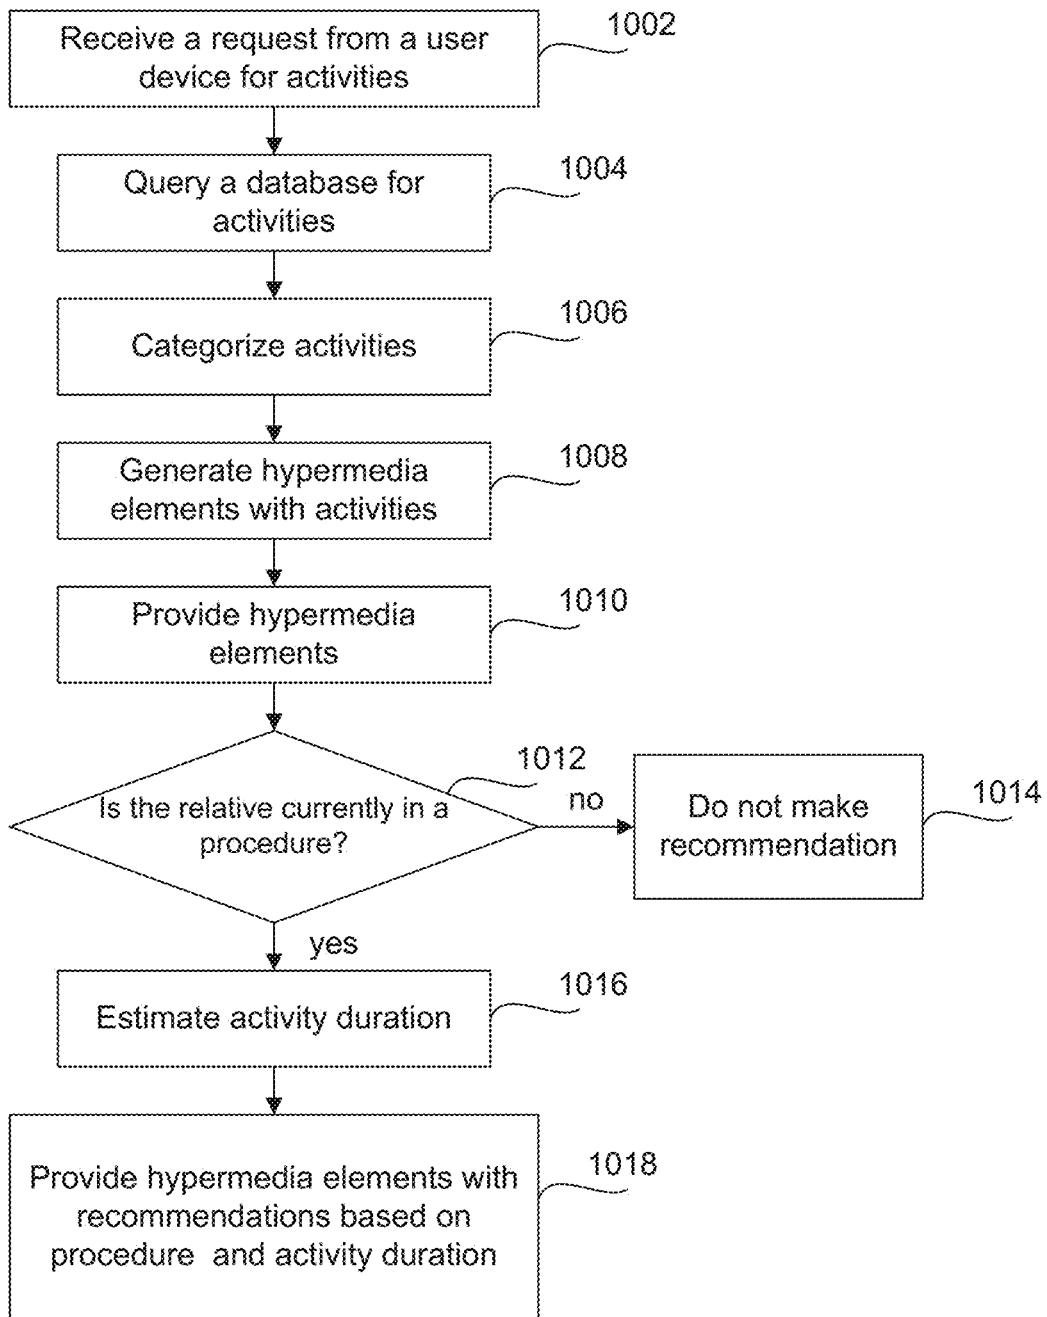 Receive a request from a user
device for activities
1002
Query a database for
activities
1004
Categorize activities
1006
Generate hypermedia
elements with activities
1008
Provide hypermedia
elements
1010
Is the relative currently in a
procedure?
1012
no
Do not make
recommendation
1014
yes
Estimate activity duration
1016
Provide hypermedia elements with
recommendations based on
procedure and activity duration
1018